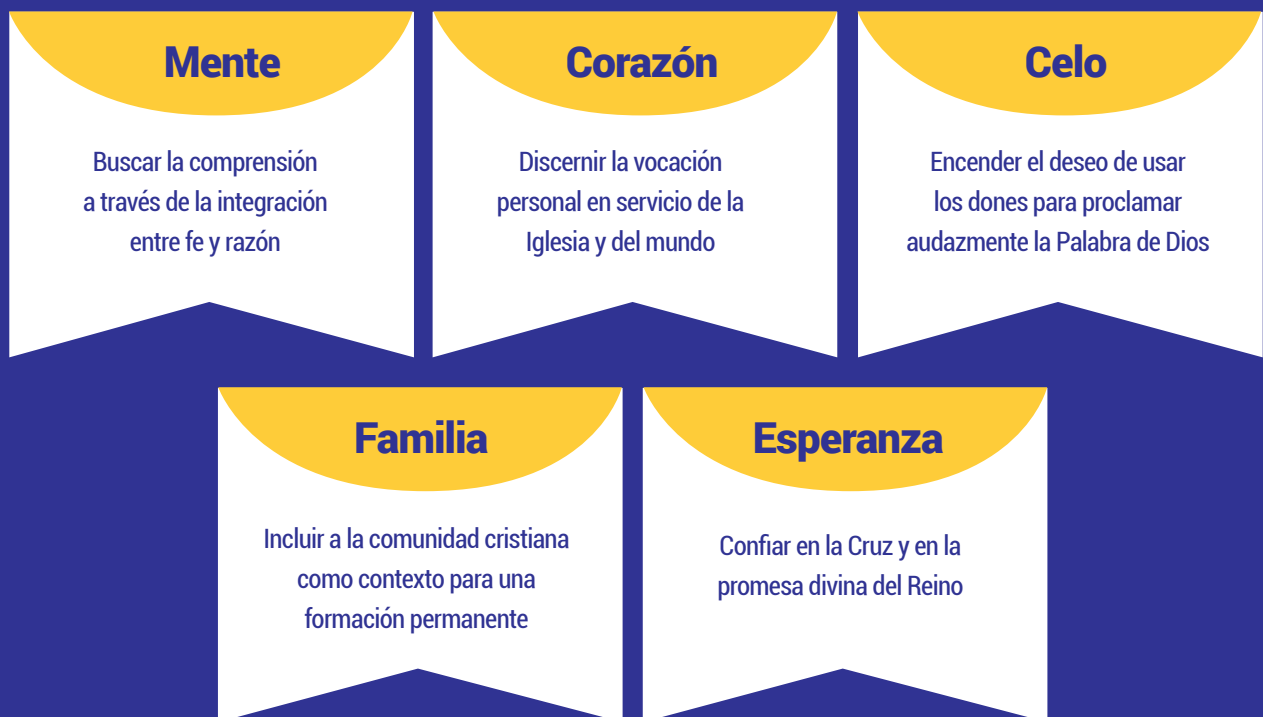 Mente
Buscar la comprensión
a través de la integración
entre fe y razón
Corazón
Discernir la vocación
personal en servicio de la
Iglesia y del mundo
Celo
Encender el deseo de usar
los dones para proclamar
audazmente la Palabra de Dios
Familia
Incluir a la comunidad cristiana
como contexto para una
formación permanente
Esperanza
Confiar en la Cruz y en la
promesa divina del Reino